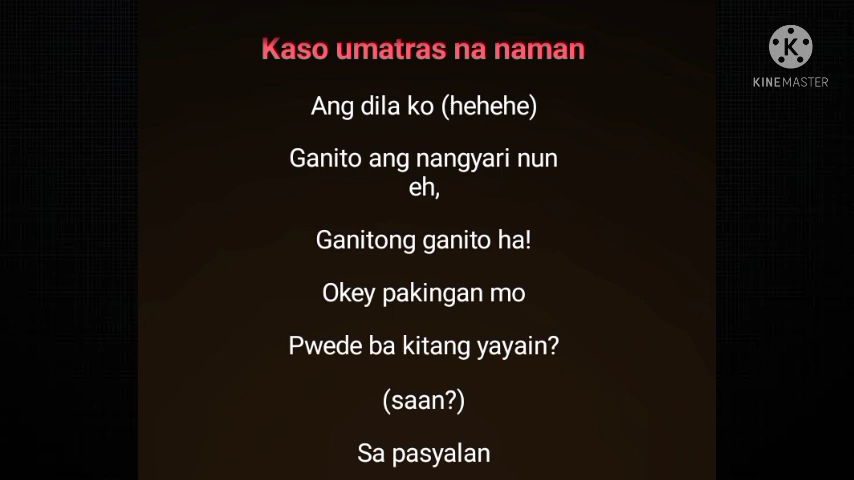 Kaso umatras na naman
K
KINEMASTER
Ang dila ko (hehehe)
Ganito ang nangyari nun
eh,
Ganitong ganito ha!
Okey pakingan mo
Pwede ba kitang yayain?
(saan?)
Sa pasyalan